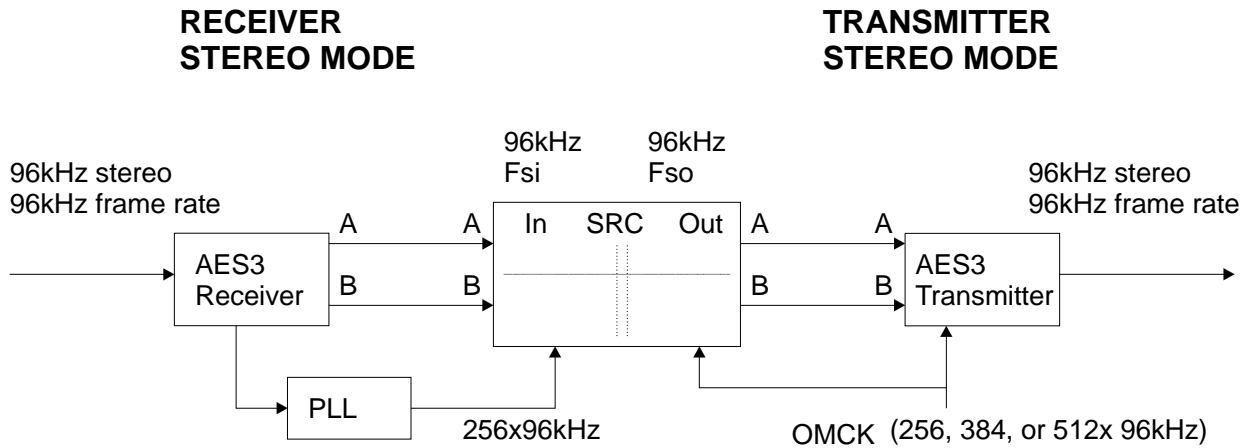 RECEIVER
STEREO MODE
TRANSMITTER
STEREO MODE
96kHz stereo
96kHz frame rate
96kHz
Fsi
96kHz
Fso
96kHz stereo
96kHz frame rate
AES3
Receiver
A
A
B
B
In
SRC
Out
A
A
B
B
AES3
Transmitter
PLL
256x96kHz
OMCK (256, 384, or 512x 96kHz)